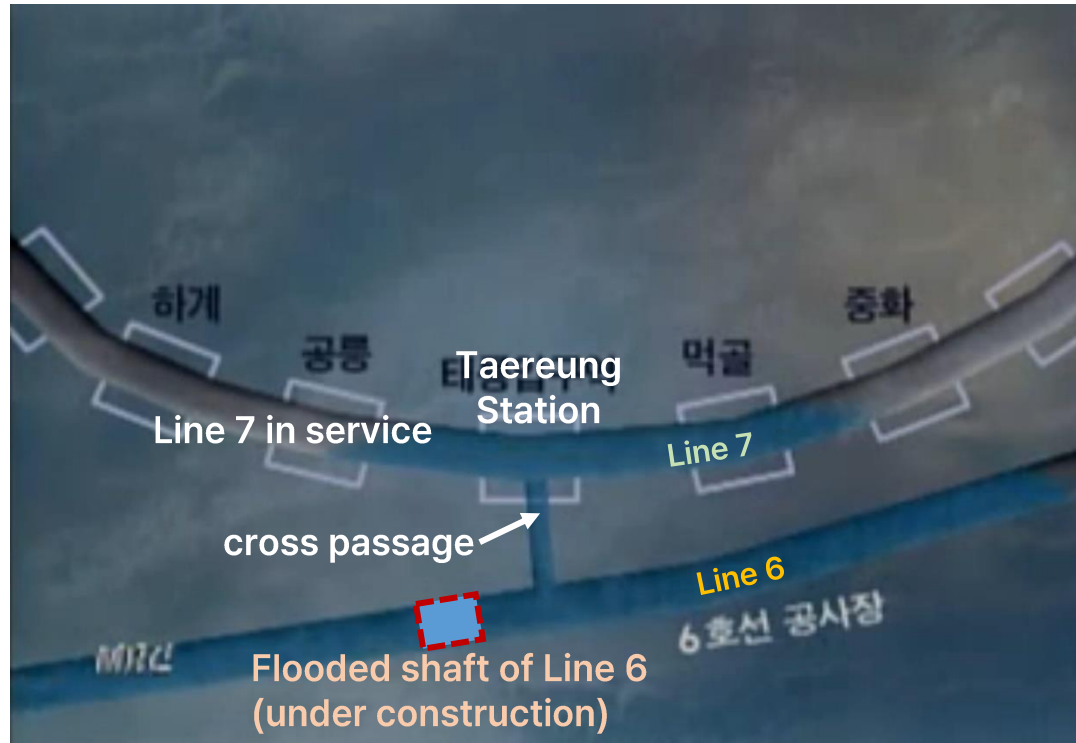 하계
중화
공릉
먹골
Taereung
Station
Line 7 in service
Line 7
cross passage
Line 6
6호선 공사장
Flooded shaft of Line 6
(under construction)